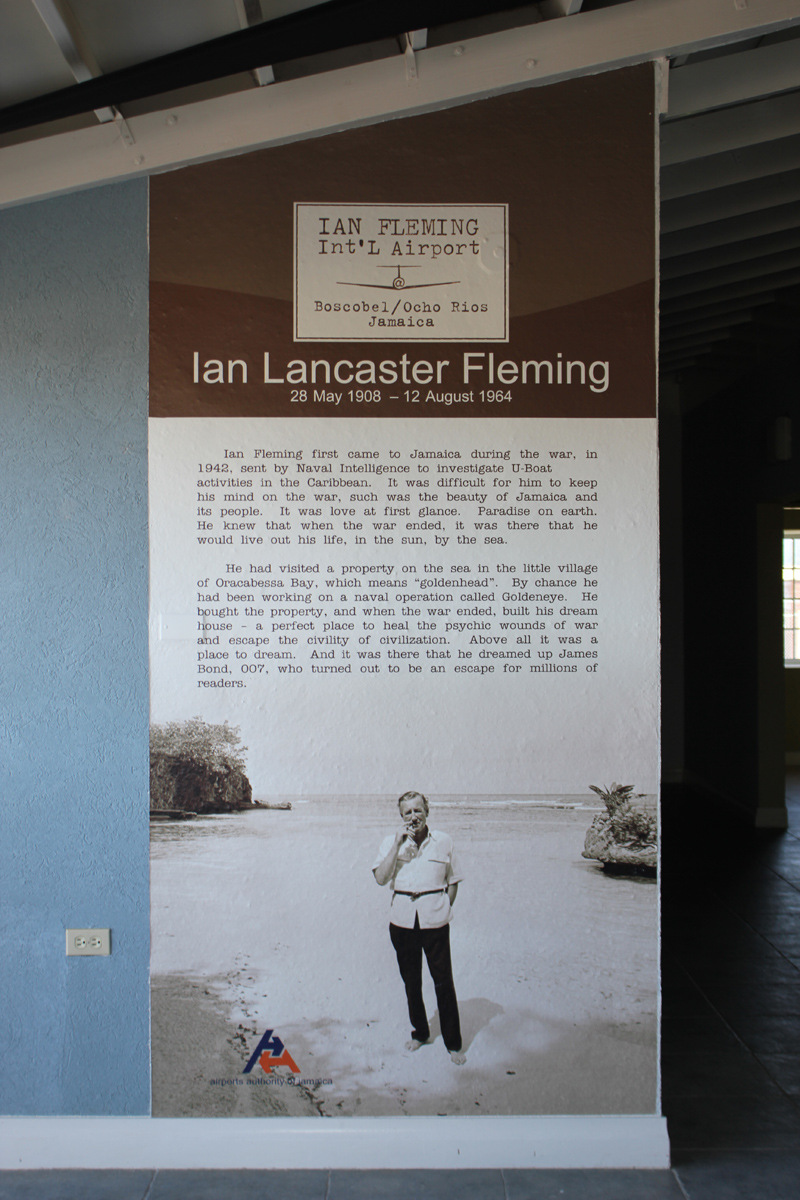 IAN FLEMING
Int'L Airport
Boscobel/Ocho Rios
Jamaica
Ian Lancaster Fleming
28 May 1908 – 12 August 1964
Ian Fleming first came to Jamaica during the war, in
1942, sent by Naval Intelligence to investigate U-Boat
activities in the Caribbean. It was difficult for him to keep
his mind on the war, such was the beauty of Jamaica and
its people. It was love at first glance. Paradise on earth.
He knew that when the war ended, it was there that he
would live out his life, in the sun, by the sea.
He had visited a property on the sea in the little village
of Oracabessa Bay, which means "goldenhead". By chance he
had been working on a naval operation called Goldeneye. He
bought the property, and when the war ended, built his dream
house - a perfect place to heal the psychic wounds of war
and escape the civility of civilization. Above all it was a
place to dream. And it was there that he dreamed up James
Bond, 007, who turned out to be an escape for millions of
readers.
airports authority of jamaica